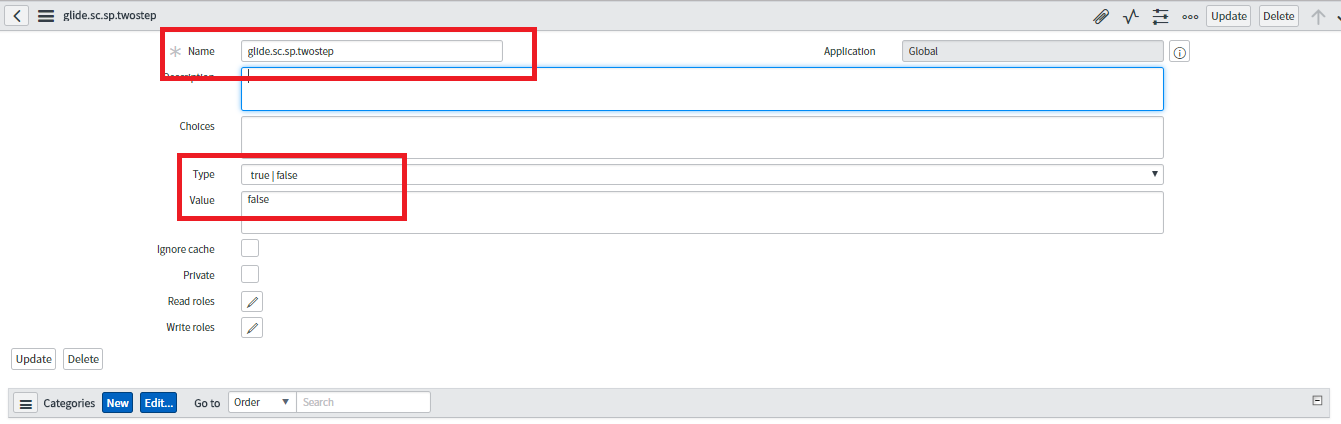 glide.sc.sp.twostep
Update Delete
Name glide.sc.sp.twostep Application Global
Description
Choices
Type true | false
Value false
Ignore cache
Private
Read roles
Write roles
Update Delete
Categories New Edit... Go to Order Search